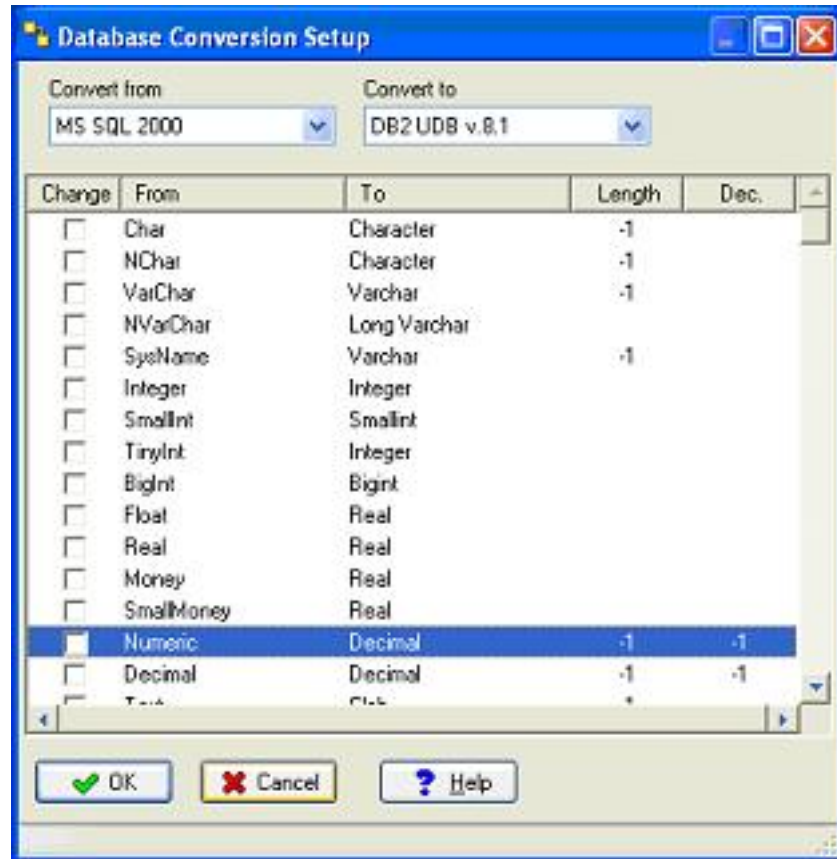 Database Conversion Setup
Convert from Convert to
MS SQL 2000 DB2 UDB v.8.1
Change From To Length Dec.
Char Character -1
NChar Character -1
VarChar Varchar -1
NVarChar Long Varchar
SysName Varchar -1
Integer Integer
SmallInt Smallint
TinyInt Integer
BigInt Bigint
Float Real
Real Real
Money Real
SmallMoney Real
Numeric Decimal -1 -1
Decimal Decimal -1 -1
OK Cancel Help